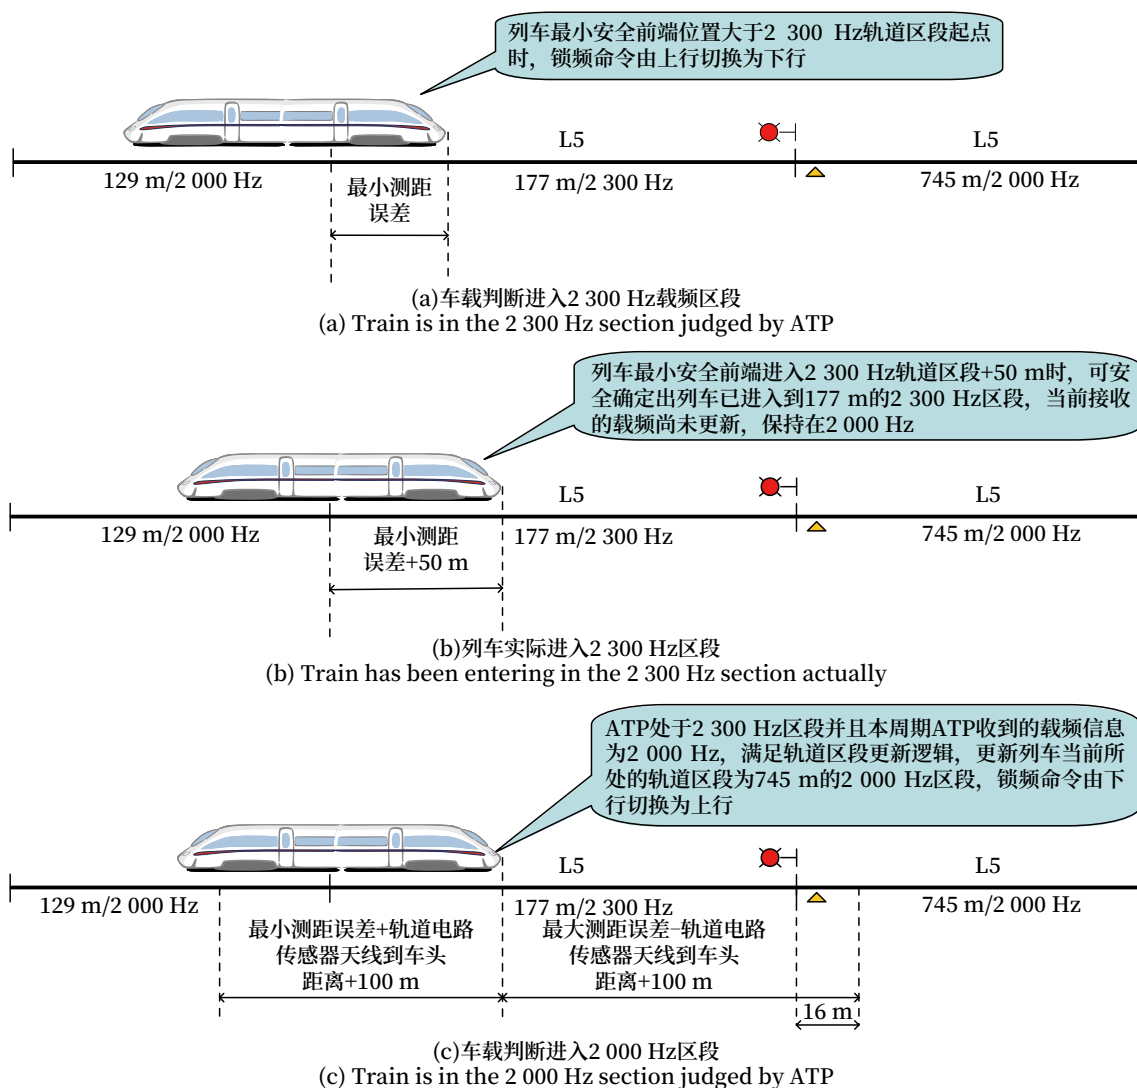 列车最小安全前端位置大于2 300 Hz轨道区段起点
时，锁频命令由上行切换为下行
L5
L5
129 m/2 000 Hz
177 m/2 300 Hz
745 m/2 000 Hz
最小测距
误差
(a)车载判断进入2 300 Hz载频区段
(a) Train is in the 2 300 Hz section judged by ATP
列车最小安全前端进入2 300 Hz轨道区段+50 m时，可安
全确定出列车已进入到177 m的2 300 Hz区段，当前接收
的载频尚未更新，保持在2 000 Hz
L5
L5
129 m/2 000 Hz
177 m/2 300 Hz
745 m/2 000 Hz
最小测距
误差+50 m
(b)列车实际进入2 300 Hz区段
(b) Train has been entering in the 2 300 Hz section actually
ATP处于2 300 Hz区段并且本周期ATP收到的载频信息
为2 000 Hz，满足轨道区段更新逻辑，更新列车当前所
处的轨道区段为745 m的2 000 Hz区段，锁频命令由下
行切换为上行
L5
L5
129 m/2 000 Hz
177 m/2 300 Hz
745 m/2 000 Hz
最小测距误差+轨道电路
传感器天线到车头
距离+100 m
最大测距误差−轨道电路
传感器天线到车头
距离+100 m
16 m
(c)车载判断进入2 000 Hz区段
(c) Train is in the 2 000 Hz section judged by ATP